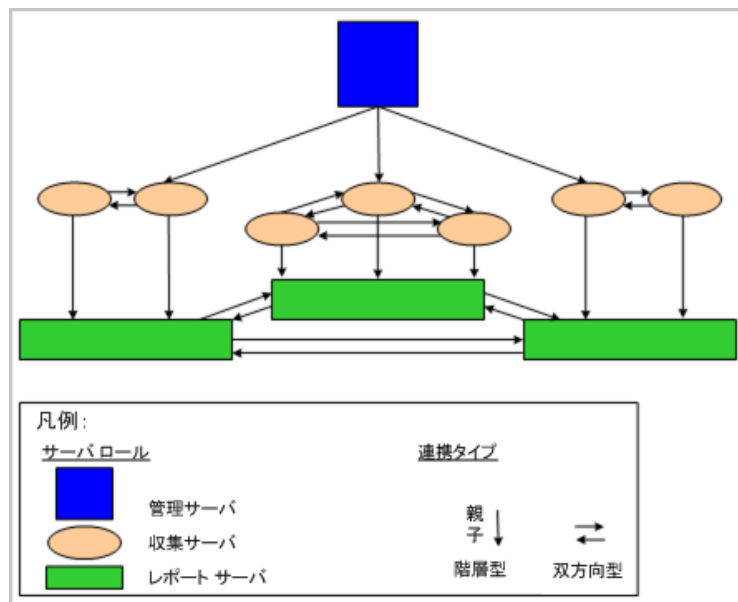 凡例:
サーバ ロール
連携タイプ
管理サーバ
収集サーバ
レポート サーバ
親子
階層型
双方向型